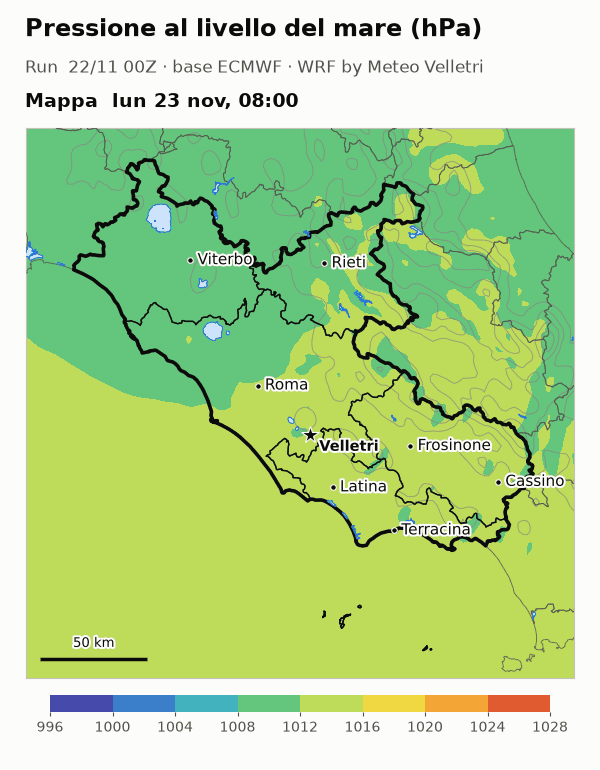 Pressione al livello del mare (hPa)
Run  22/11 00Z · base ECMWF · WRF by Meteo Velletri
Mappa  lun 23 nov, 08:00
Viterbo
Rieti
Roma
Velletri
Frosinone
Cassino
Latina
Terracina
50 km
996 1000 1004 1008 1012 1016 1020 1024 1028